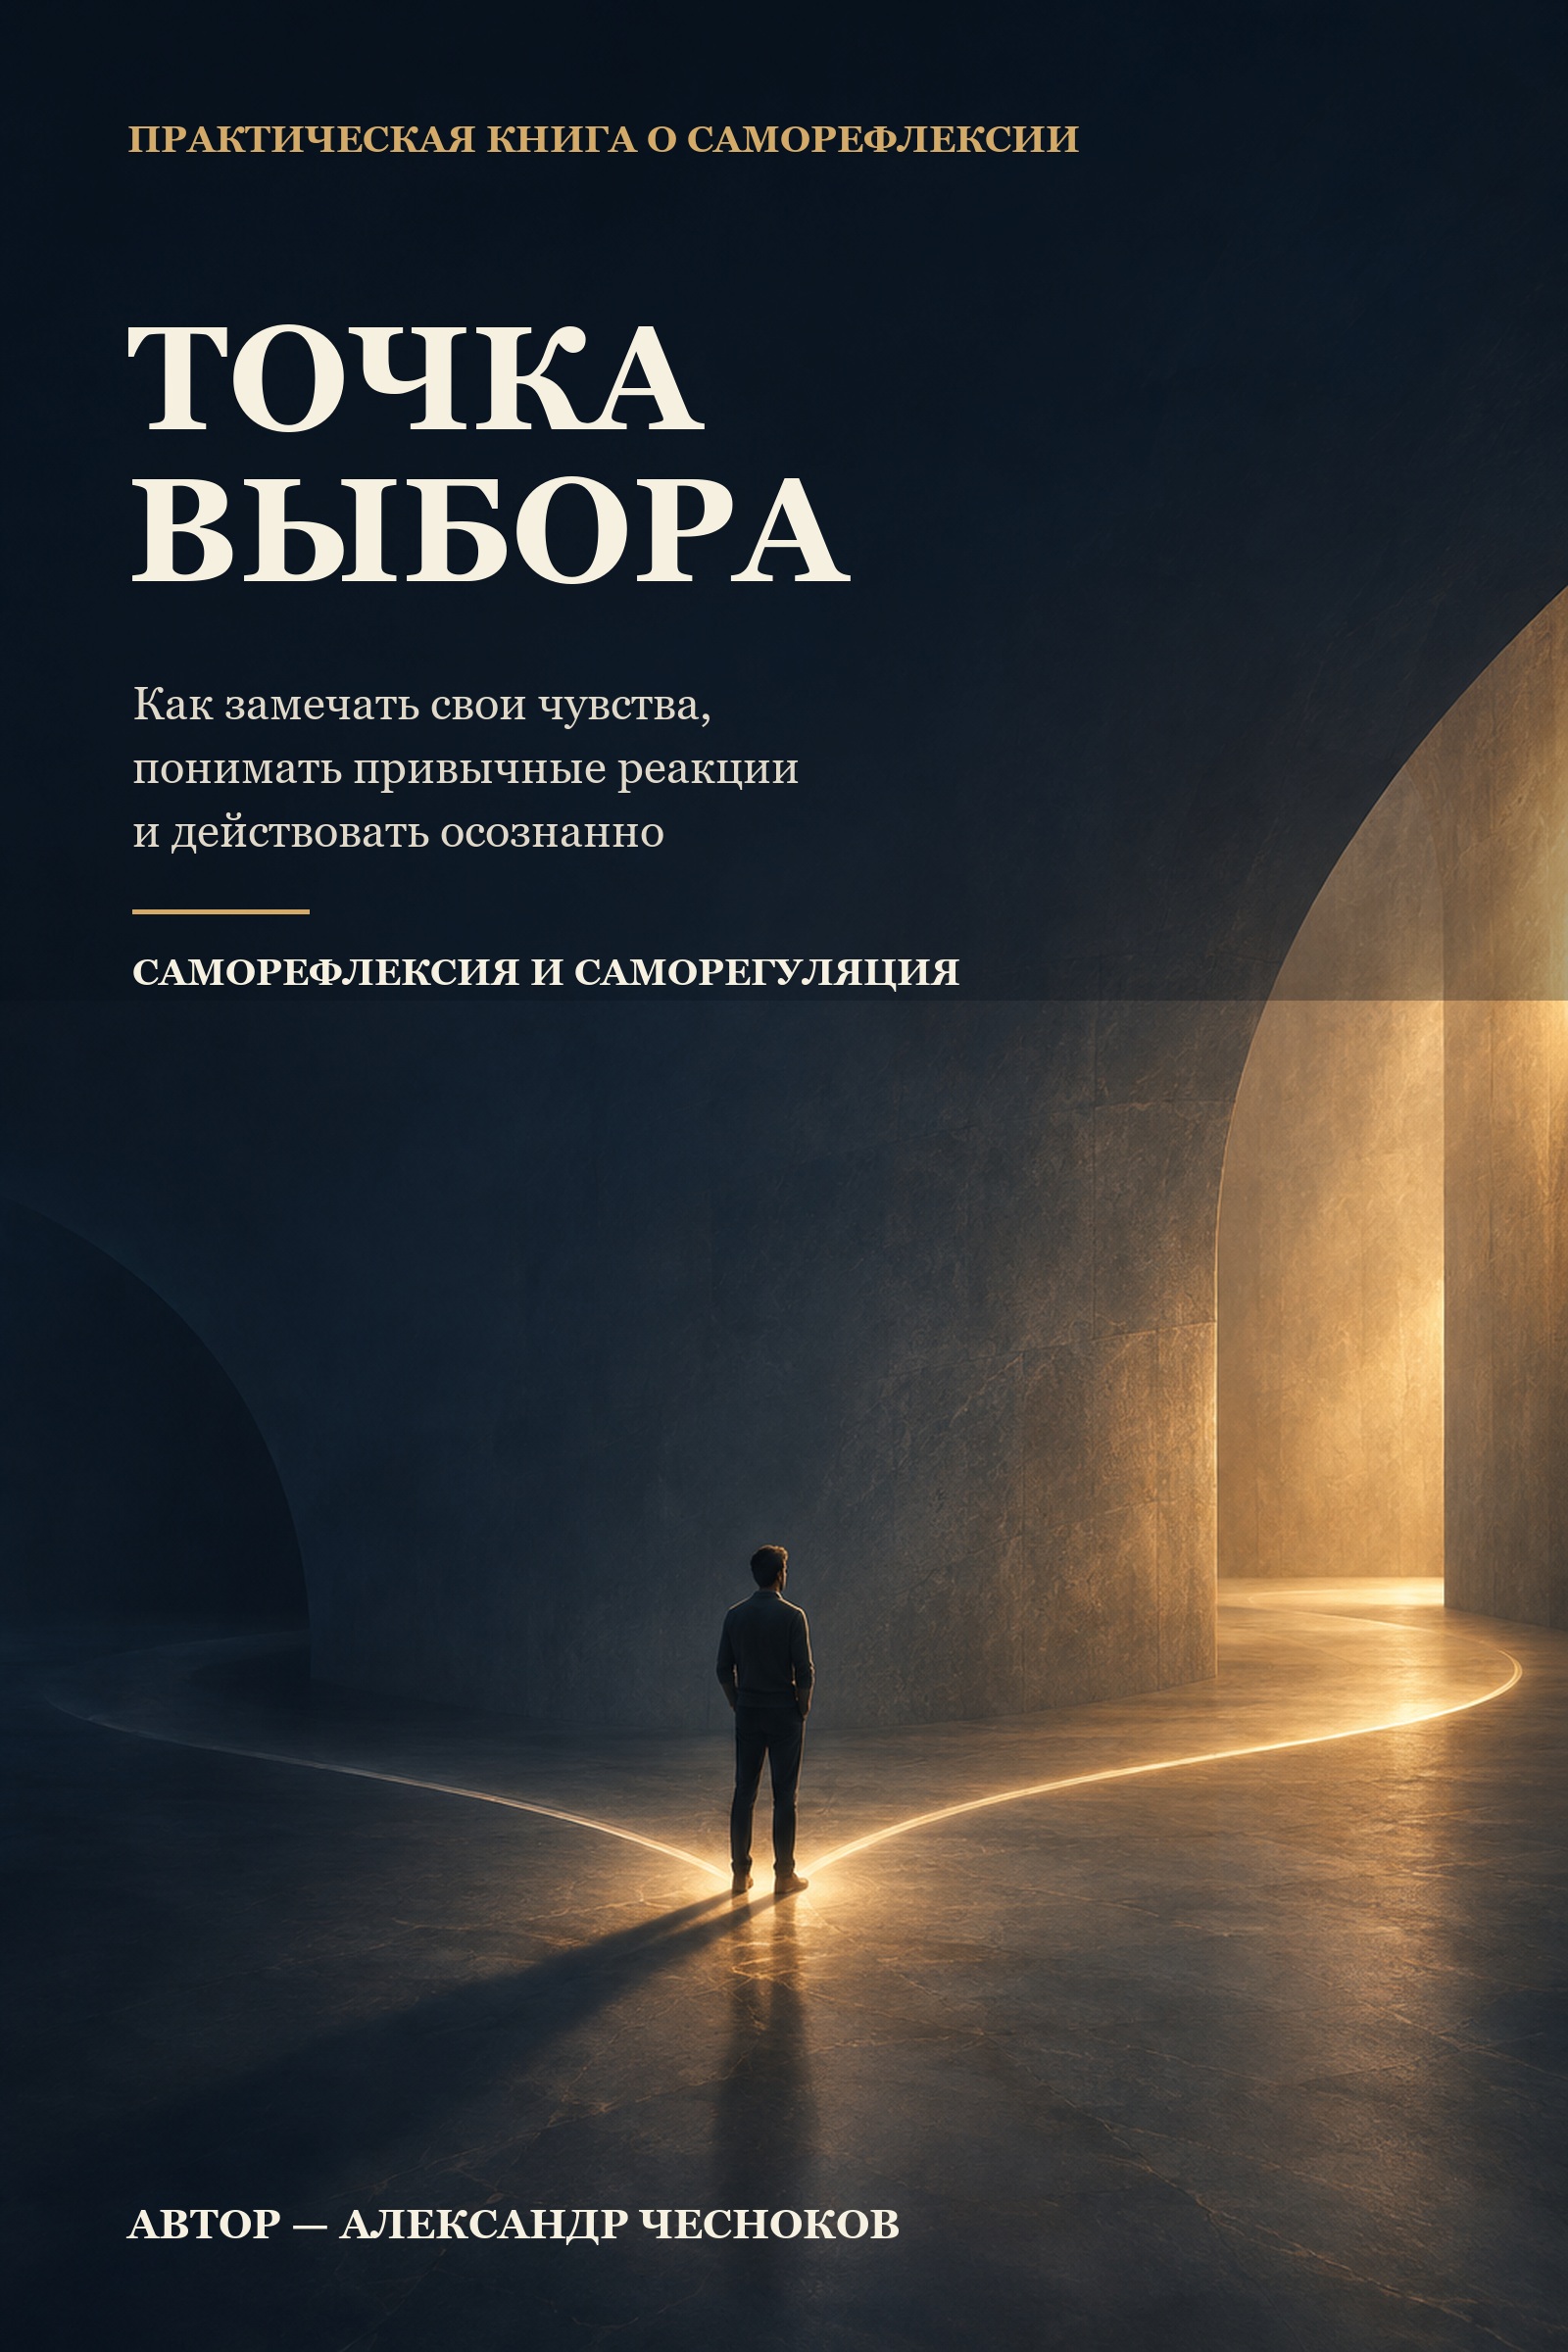 ПРАКТИЧЕСКАЯ КНИГА О САМОРЕФЛЕКСИИ
ТОЧКА
ВЫБОРА
Как замечать свои чувства,
понимать привычные реакции
и действовать осознанно
САМОРЕФЛЕКСИЯ И САМОРЕГУЛЯЦИЯ
АВТОР — АЛЕКСАНДР ЧЕСНОКОВ